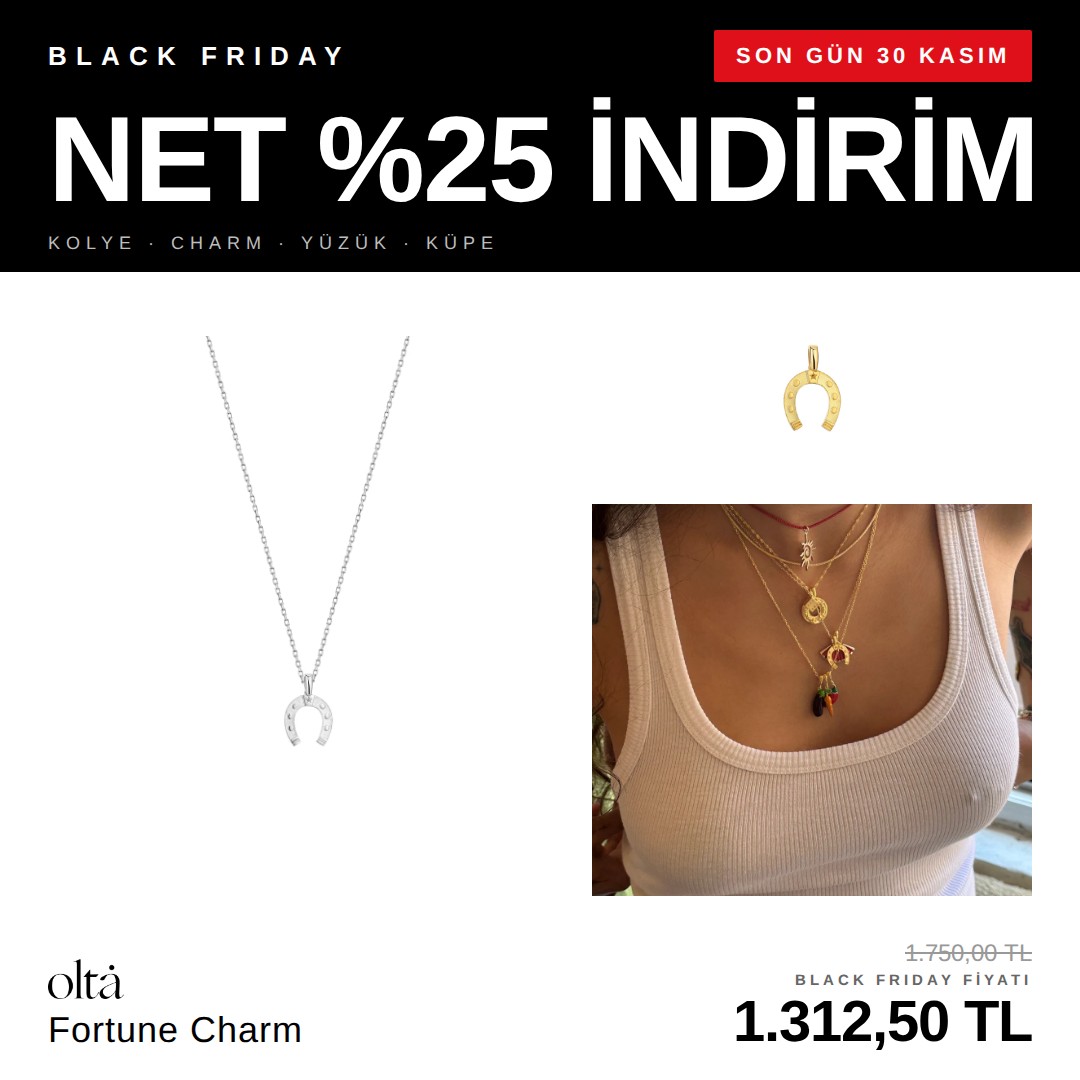 BLACK FRIDAY
SON GÜN 30 KASIM
NET %25 İNDİRİM
KOLYE · CHARM · YÜZÜK · KÜPE
olta
Fortune Charm
1.750,00 TL
BLACK FRIDAY FİYATI
1.312,50 TL